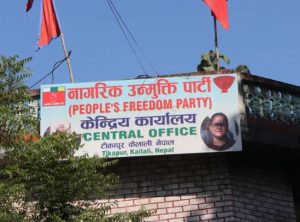 नागरिक उन्मुक्ति पार्टी
(PEOPLE'S FREEDOM PARTY)
केन्द्रिय कार्यालय
CENTRAL OFFICE
टीकापुर, कैलाली, नेपाल
Tikapur, Kailali, Nepal